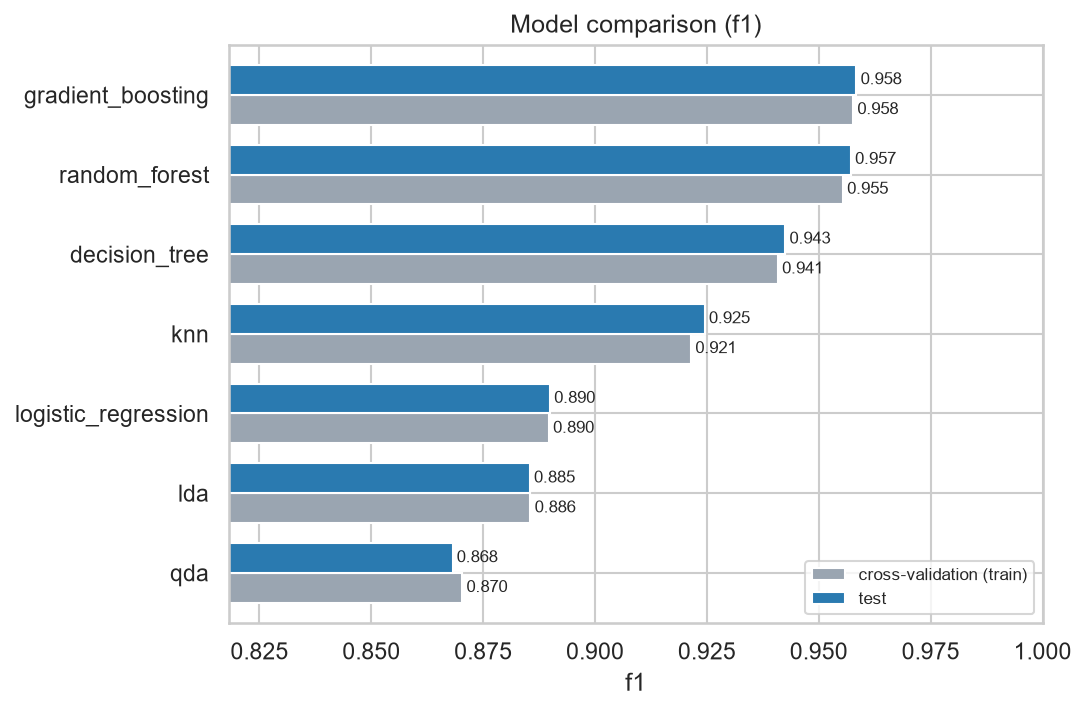 Model comparison (f1)
gradient_boosting
0.958
0.958
random_forest
0.957
0.955
decision_tree
0.943
0.941
knn
0.925
0.921
logistic_regression
0.890
0.890
lda
0.885
0.886
qda
0.868
0.870
cross-validation (train)
test
0.825 0.850 0.875 0.900 0.925 0.950 0.975 1.000
f1